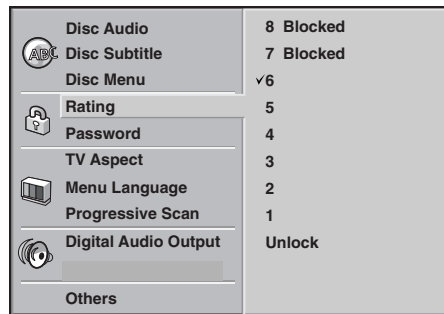 ABC
Disc Audio
Disc Subtitle
Disc Menu
Rating
Password
TV Aspect
Menu Language
Progressive Scan
Digital Audio Output
Others
8 Blocked
7 Blocked
✓6
5
4
3
2
1
Unlock